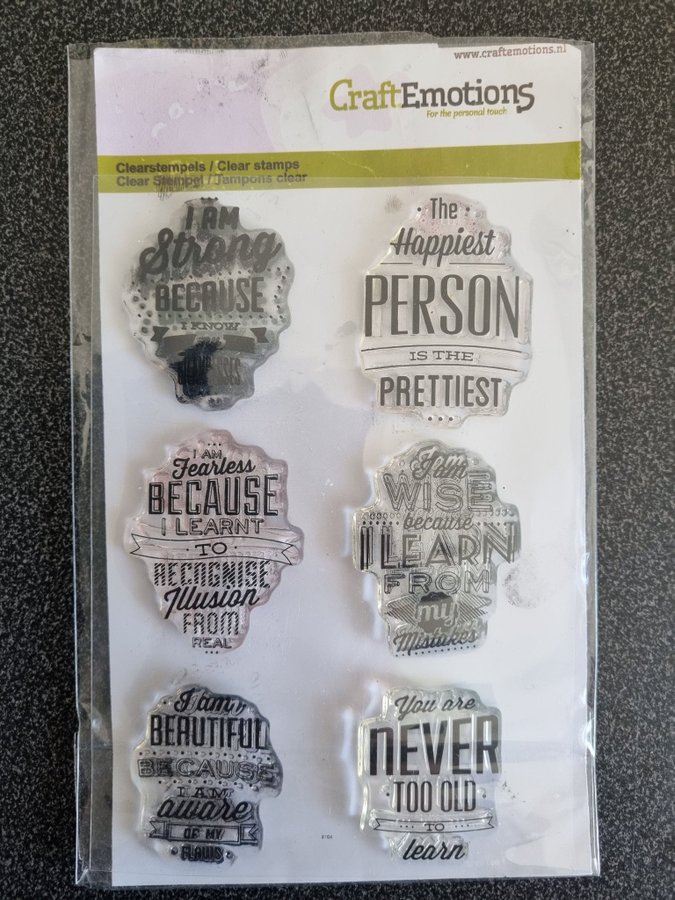 www.craftemotions.nl
CraftEmotions
For the personal touch
Clearstempels / Clear stamps
Clear Stempel / Tampons clear
I AM
Strong
BECAUSE
I KNOW
The
Happiest
PERSON
IS THE
PRETTIEST
I AM
Fearless
BECAUSE
I LEARNT
TO
RECOGNISE
Illusion
FROM
REAL
I am
WISE
because
I LEARN
FROM
my
Mistakes
I am
BEAUTIFUL
BECAUSE
I AM
aware
OF MY
FLAWS
You are
NEVER
TOO OLD
TO
learn